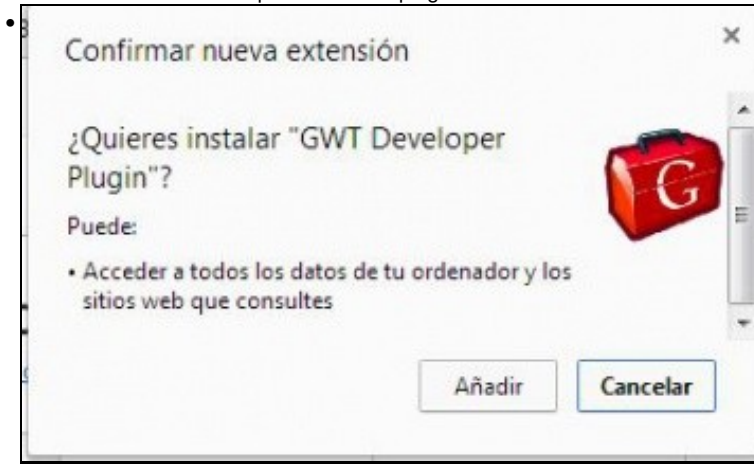 Confirmar nueva extensión
¿Quieres instalar "GWT Developer
Plugin"?
Puede:
• Acceder a todos los datos de tu ordenador y los
sitios web que consultes
G
Añadir
Cancelar